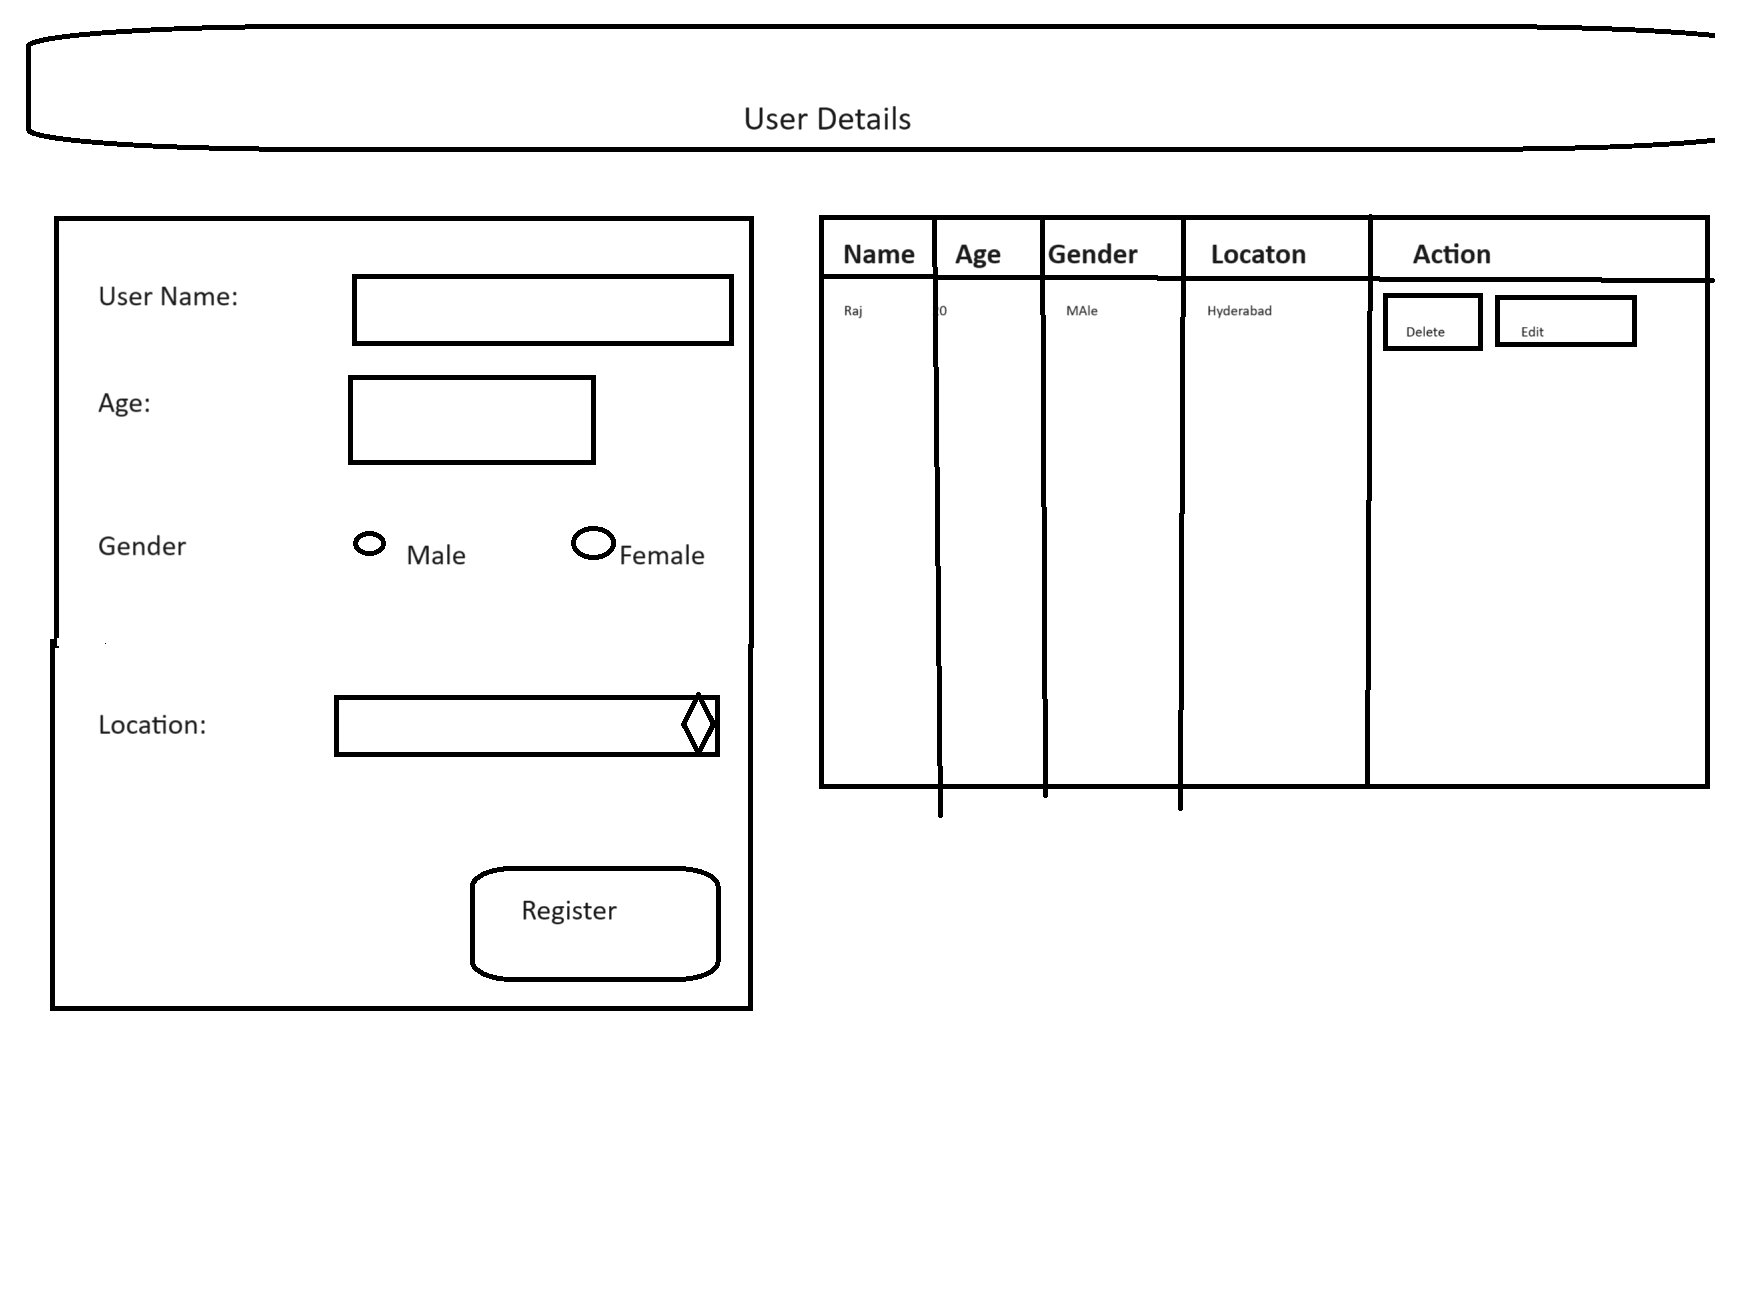 User Details
User Name:
Age:
Gender
Male
Female
Location:
Register
Name Age Gender Locaton Action
Raj 20 MAle Hyderabad Delete Edit